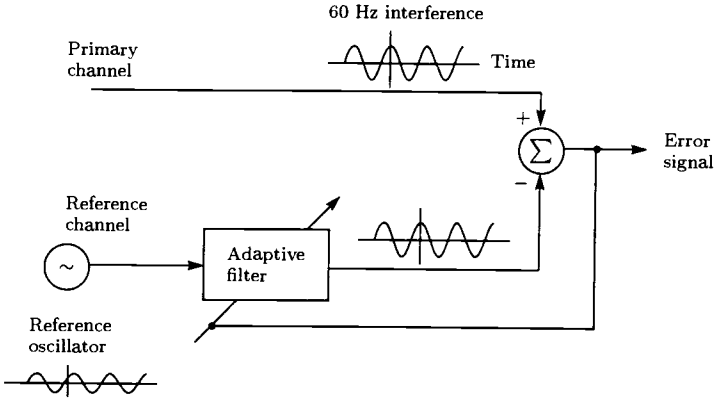 60 Hz interference
Primary
channel
Time
+
Σ
Error
signal
−
Reference
channel
Adaptive
filter
~
Reference
oscillator